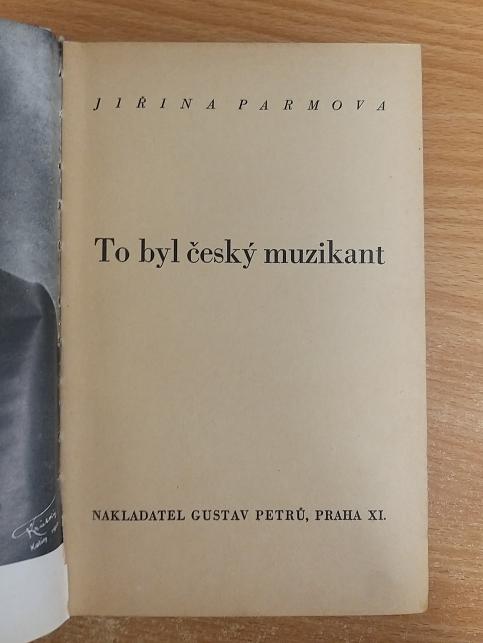 JIŘINA PARMOVA
To byl český muzikant
NAKLADATEL GUSTAV PETRŮ, PRAHA XI.